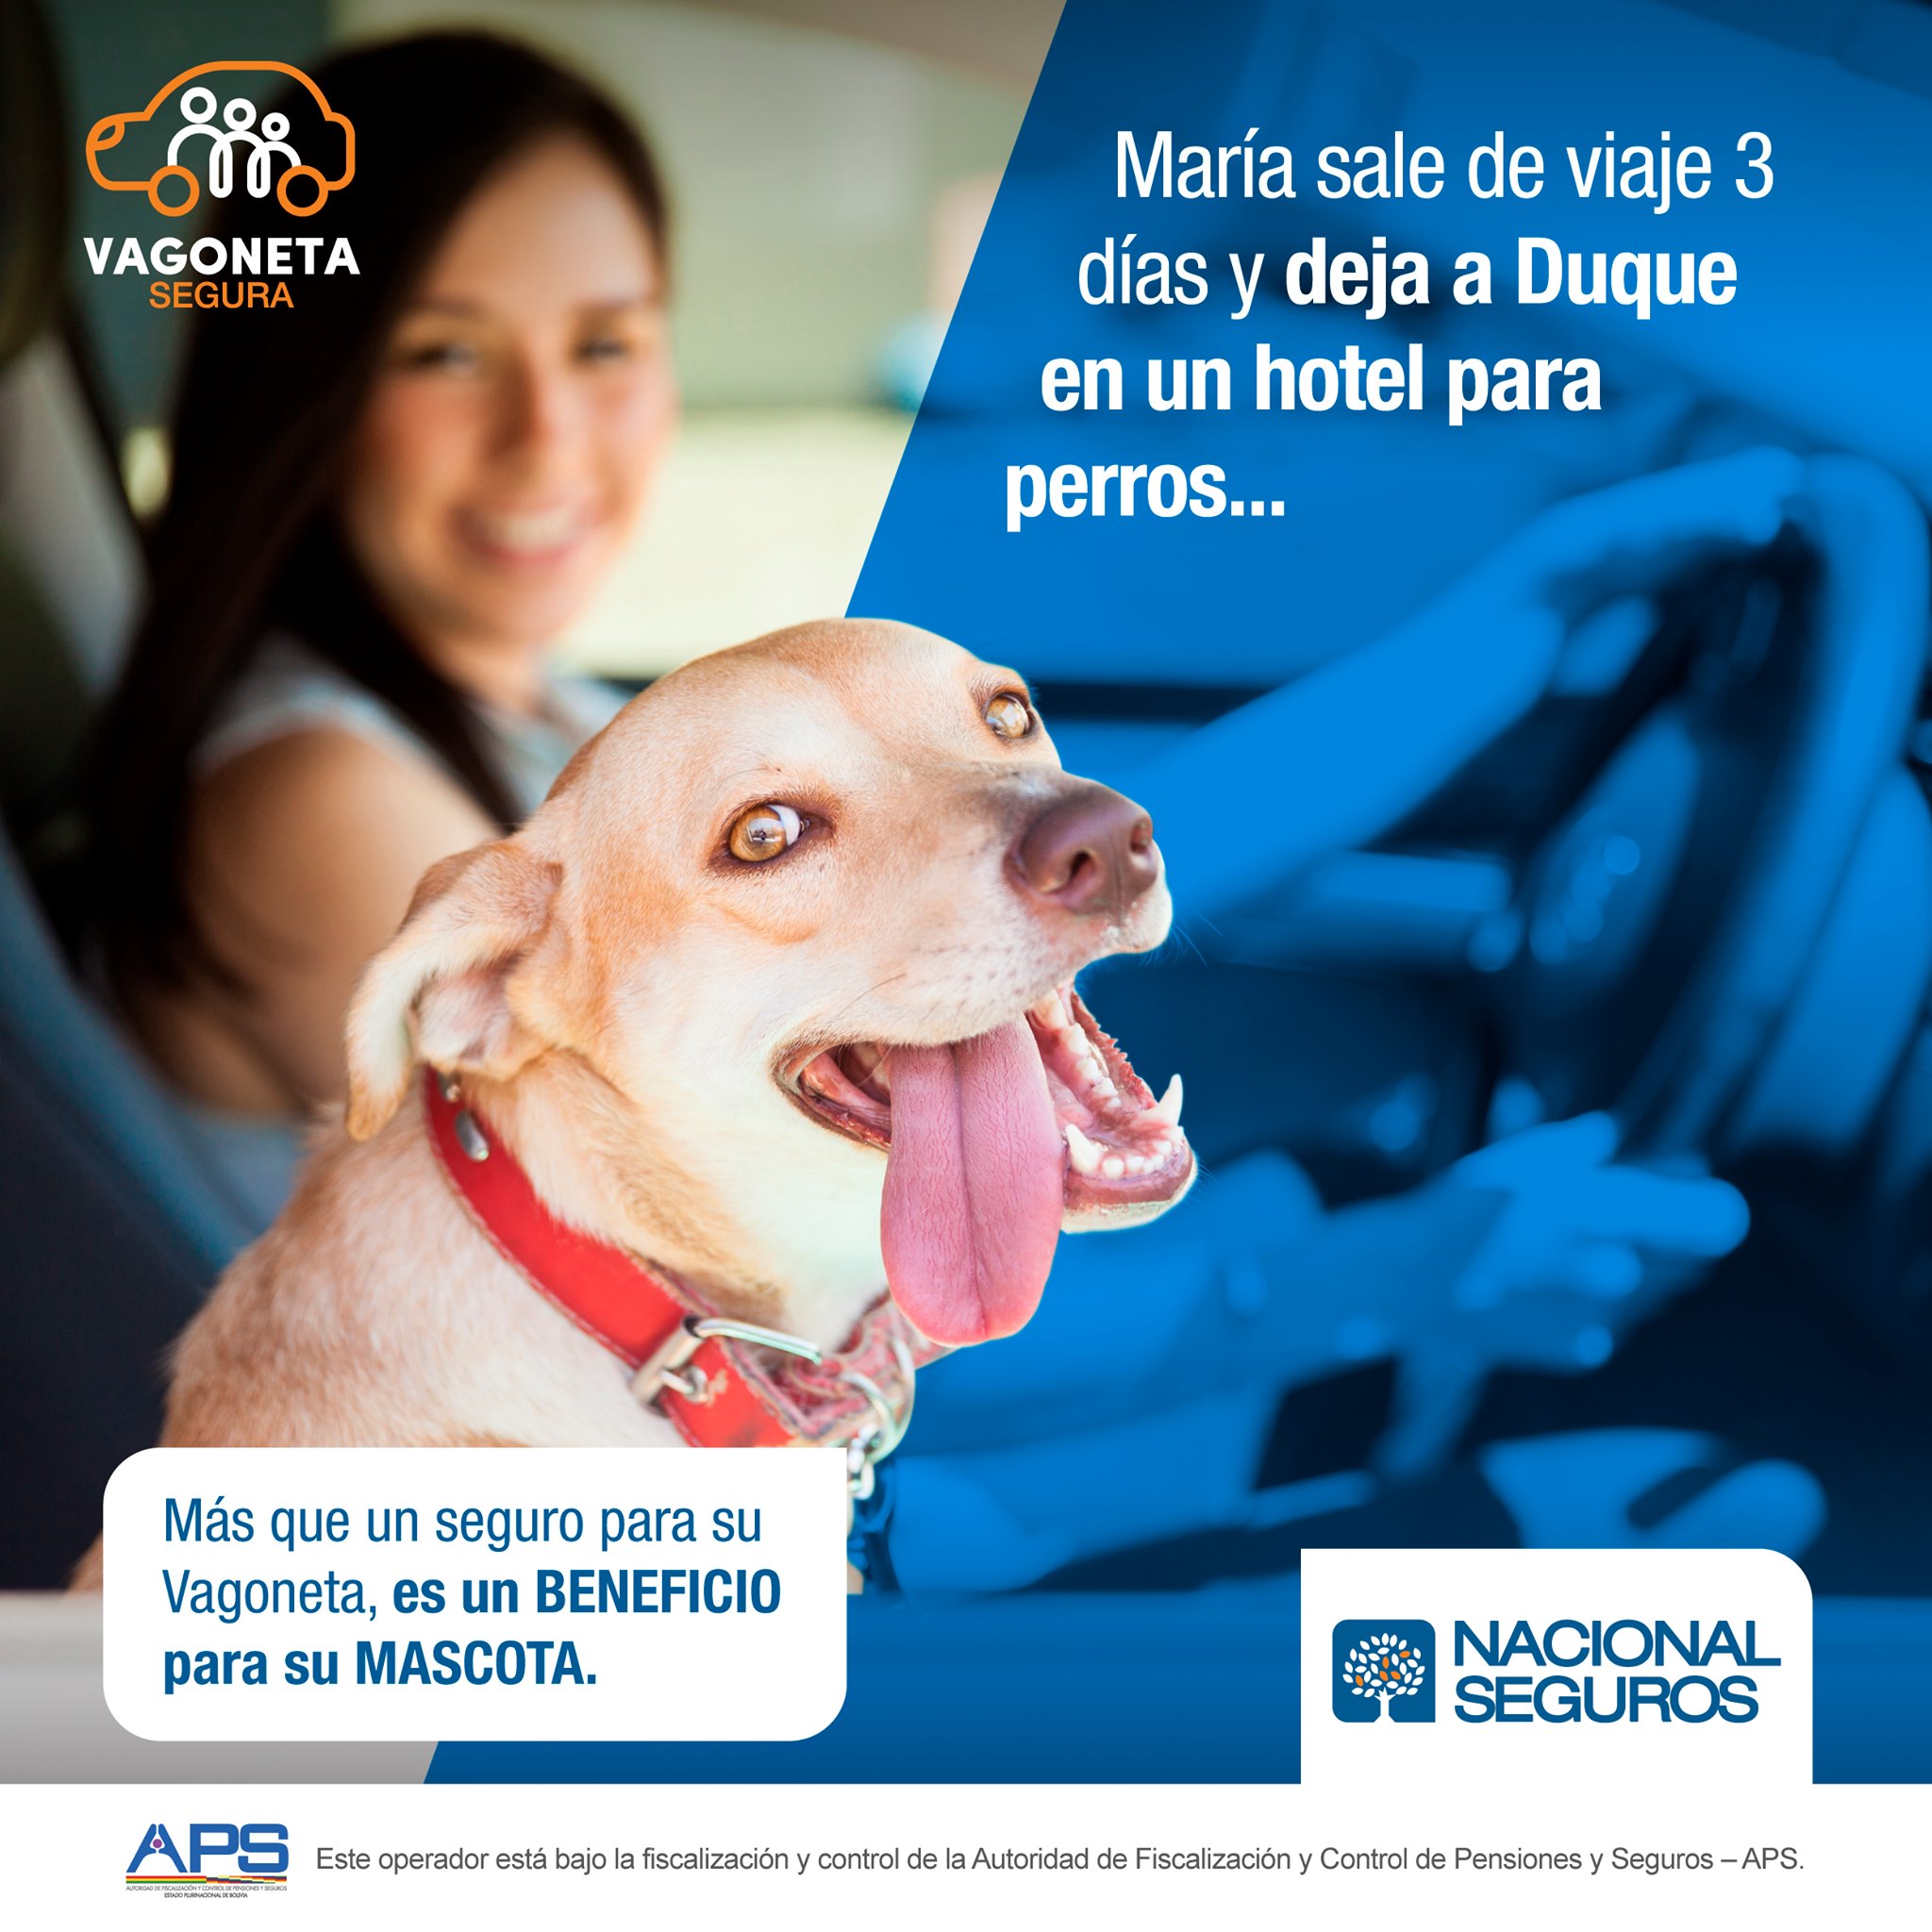 VAGONETA
SEGURA
María sale de viaje 3
días y deja a Duque
en un hotel para
perros...
Más que un seguro para su
Vagoneta, es un BENEFICIO
para su MASCOTA.
NACIONAL
SEGUROS
APS
AUTORIDAD DE FISCALIZACIÓN Y CONTROL DE PENSIONES Y SEGUROS
ESTADO PLURINACIONAL DE BOLIVIA
Este operador está bajo la fiscalización y control de la Autoridad de Fiscalización y Control de Pensiones y Seguros – APS.